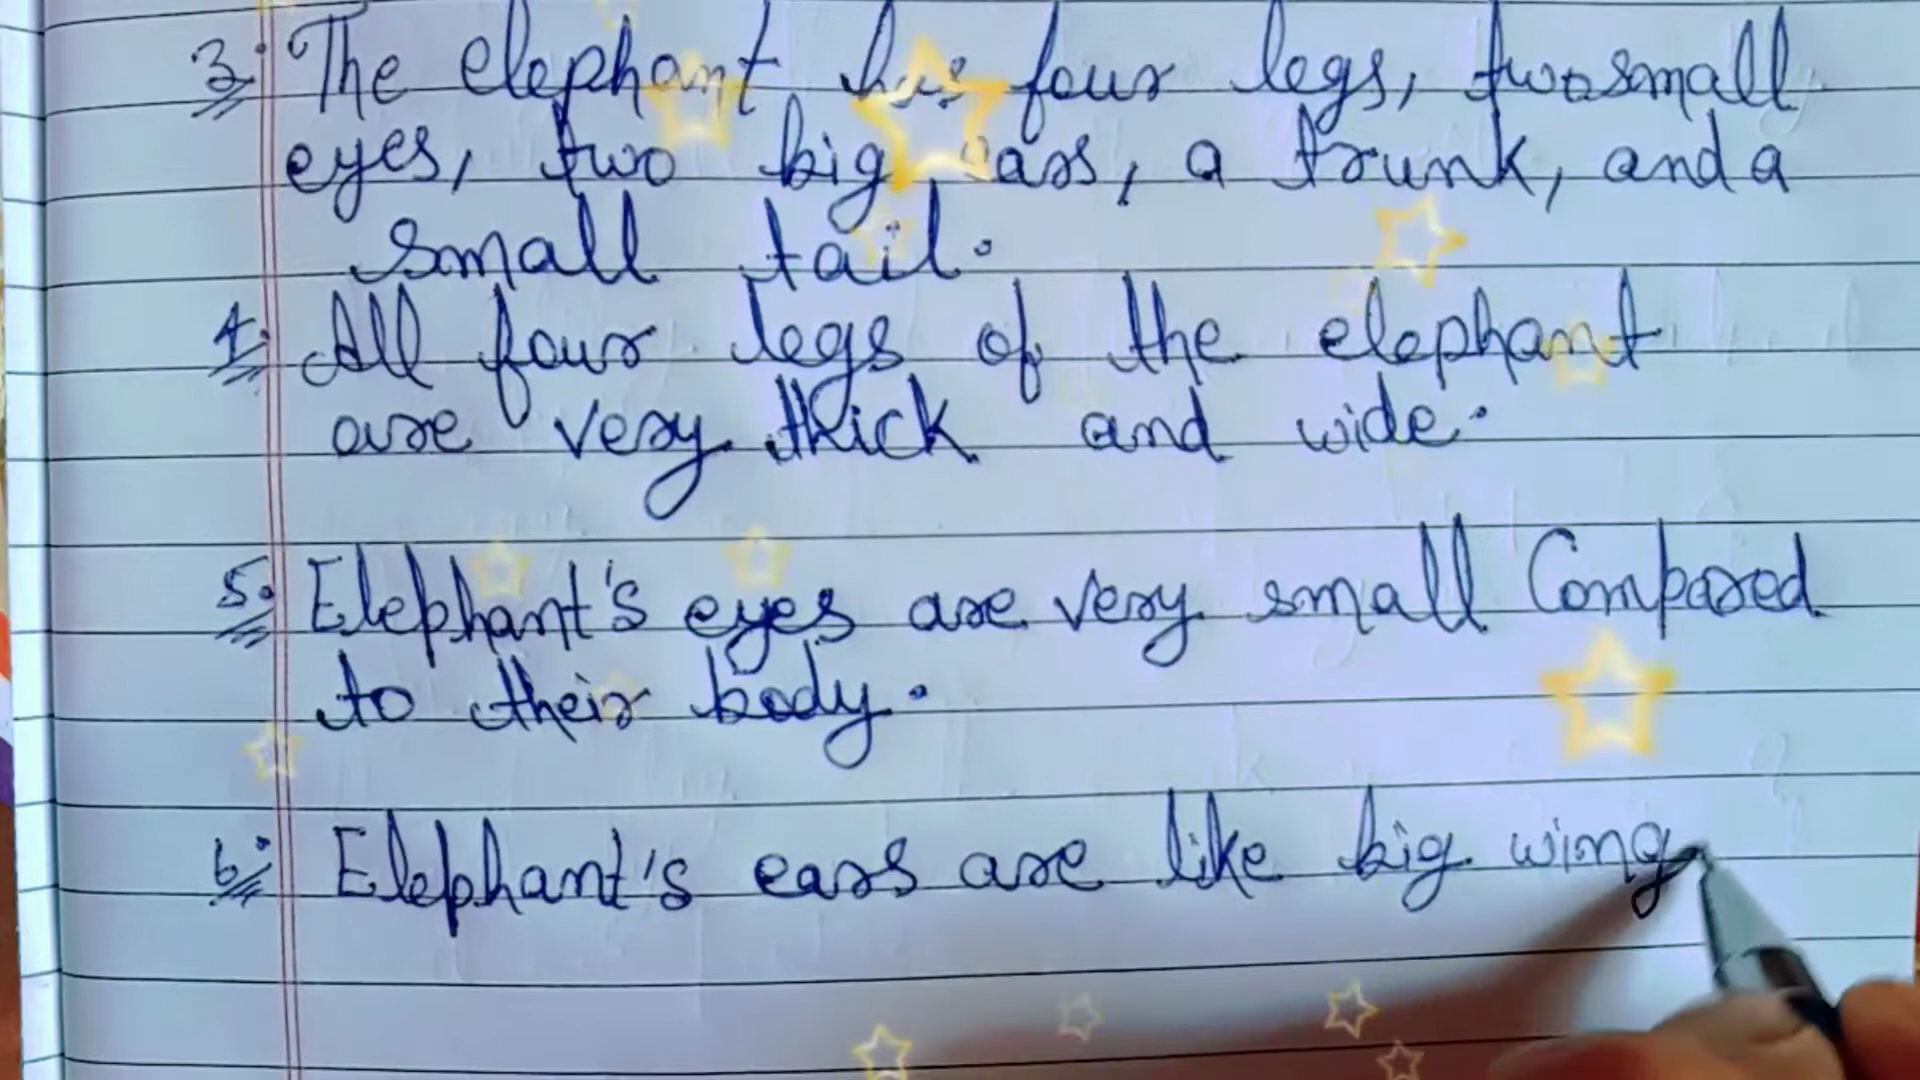 3. The elephant has four legs, two small
eyes, two big ears, a trunk, and a
small tail.
4. All four legs of the elephant
are very thick and wide.
5. Elephant's eyes are very small Compared
to their body.
6. Elephant's ears are like big wing